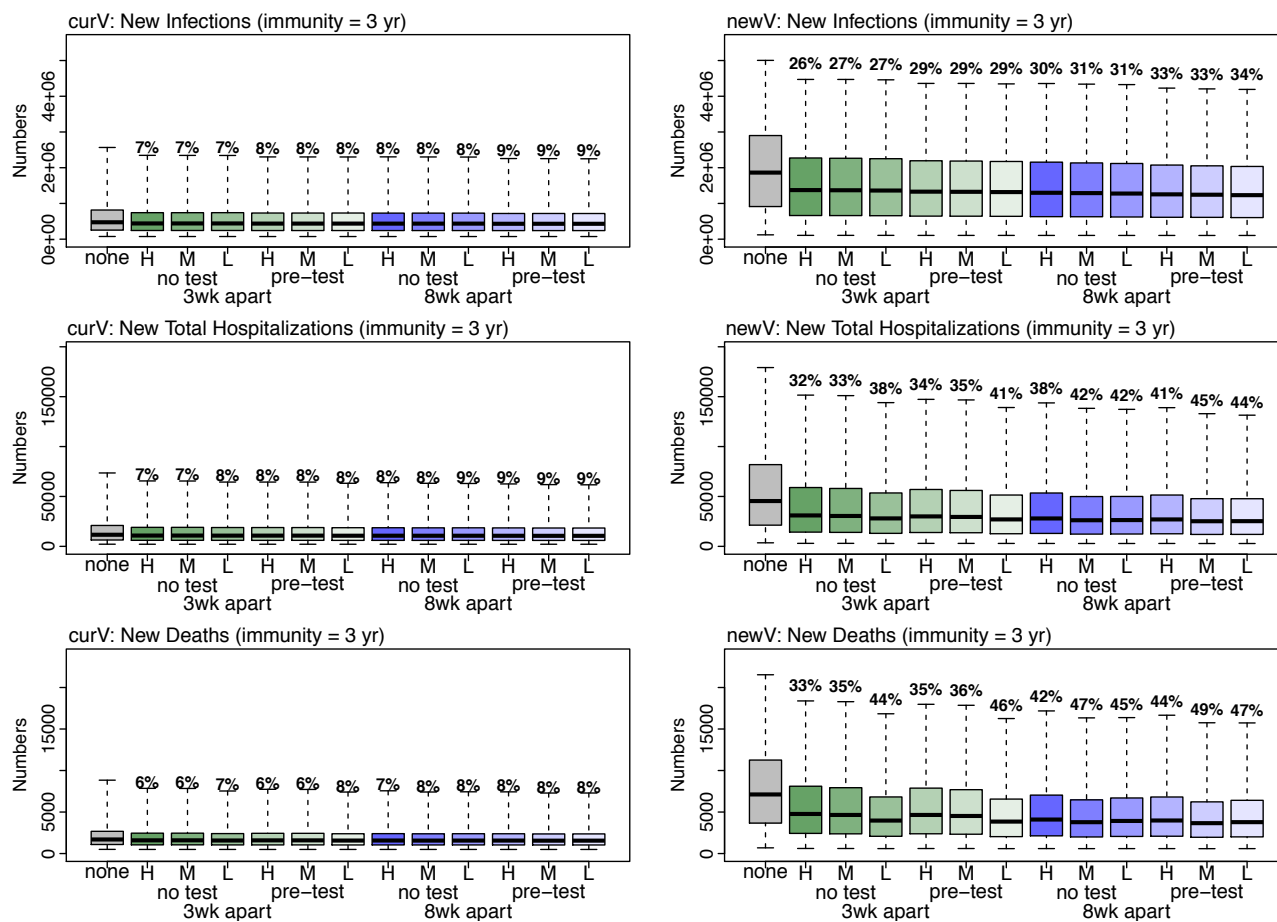 curV: New Infections (immunity = 3 yr)
Numbers
0e+00 2e+06 4e+06
7% 7% 7% 8% 8% 8% 8% 8% 8% 9% 9% 9%
none H M L H M L H M L H M L
no test pre-test no test pre-test
3wk apart 8wk apart
newV: New Infections (immunity = 3 yr)
Numbers
0e+00 2e+06 4e+06
26% 27% 27% 29% 29% 29% 30% 31% 31% 33% 33% 34%
none H M L H M L H M L H M L
no test pre-test no test pre-test
3wk apart 8wk apart
curV: New Total Hospitalizations (immunity = 3 yr)
Numbers
0 50000 150000
7% 7% 8% 8% 8% 8% 8% 8% 9% 9% 9% 9%
none H M L H M L H M L H M L
no test pre-test no test pre-test
3wk apart 8wk apart
newV: New Total Hospitalizations (immunity = 3 yr)
Numbers
0 50000 150000
32% 33% 38% 34% 35% 41% 38% 42% 42% 41% 45% 44%
none H M L H M L H M L H M L
no test pre-test no test pre-test
3wk apart 8wk apart
curV: New Deaths (immunity = 3 yr)
Numbers
0 5000 15000
6% 6% 7% 6% 6% 8% 7% 8% 8% 8% 8% 8%
none H M L H M L H M L H M L
no test pre-test no test pre-test
3wk apart 8wk apart
newV: New Deaths (immunity = 3 yr)
Numbers
0 5000 15000
33% 35% 44% 35% 36% 46% 42% 47% 45% 44% 49% 47%
none H M L H M L H M L H M L
no test pre-test no test pre-test
3wk apart 8wk apart